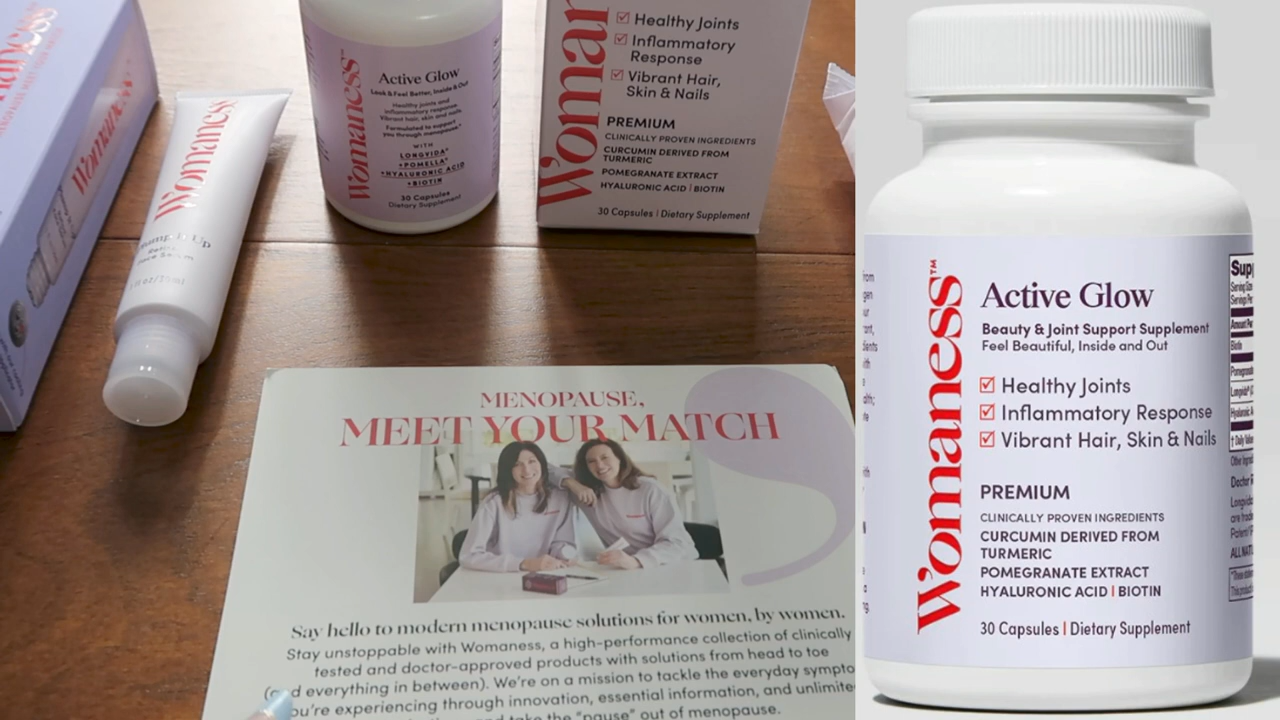 Womaness
Womaness
Womaness
Active Glow
Look & Feel Better, Inside & Out
Healthy joints and
inflammatory response
Vibrant hair, skin and nails
Formulated to support
you through menopause*
WITH
LONGVIDA®
+POMELLA®
+HYALURONIC ACID
+BIOTIN
30 Capsules
Dietary Supplement
Womaness
Healthy Joints
Inflammatory
Response
Vibrant Hair,
Skin & Nails
PREMIUM
CLINICALLY PROVEN INGREDIENTS
CURCUMIN DERIVED FROM
TURMERIC
POMEGRANATE EXTRACT
HYALURONIC ACID | BIOTIN
30 Capsules | Dietary Supplement
MENOPAUSE,
MEET YOUR MATCH
Say hello to modern menopause solutions for women, by women.
Stay unstoppable with Womaness, a high-performance collection of clinically
tested and doctor-approved products with solutions from head to toe
everything in between). We're on a mission to tackle the everyday sympto
you're experiencing through innovation, essential information, and unlimite
and take the "pause" out of menopause.
Womaness™
Active Glow
Beauty & Joint Support Supplement
Feel Beautiful, Inside and Out
Healthy Joints
Inflammatory Response
Vibrant Hair, Skin & Nails
PREMIUM
CLINICALLY PROVEN INGREDIENTS
CURCUMIN DERIVED FROM
TURMERIC
POMEGRANATE EXTRACT
HYALURONIC ACID | BIOTIN
30 Capsules | Dietary Supplement